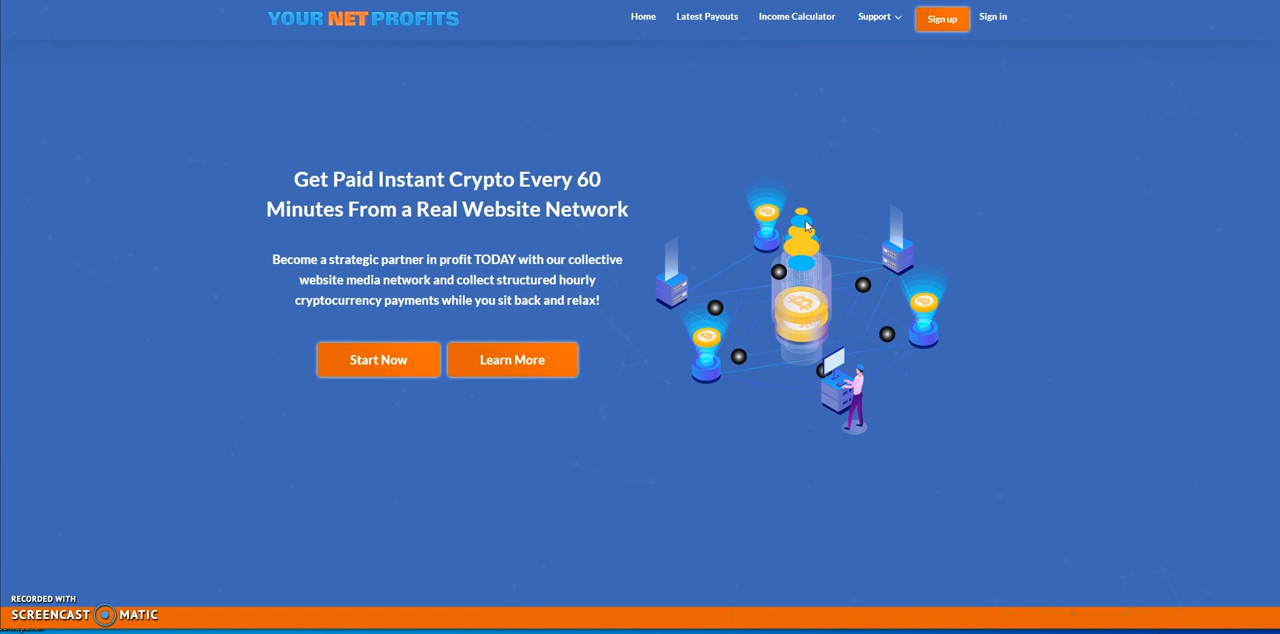 YOUR NET PROFITS
Home
Latest Payouts
Income Calculator
Support
Sign up
Sign in
Get Paid Instant Crypto Every 60
Minutes From a Real Website Network
Become a strategic partner in profit TODAY with our collective
website media network and collect structured hourly
cryptocurrency payments while you sit back and relax!
Start Now
Learn More
RECORDED WITH
SCREENCAST MATIC